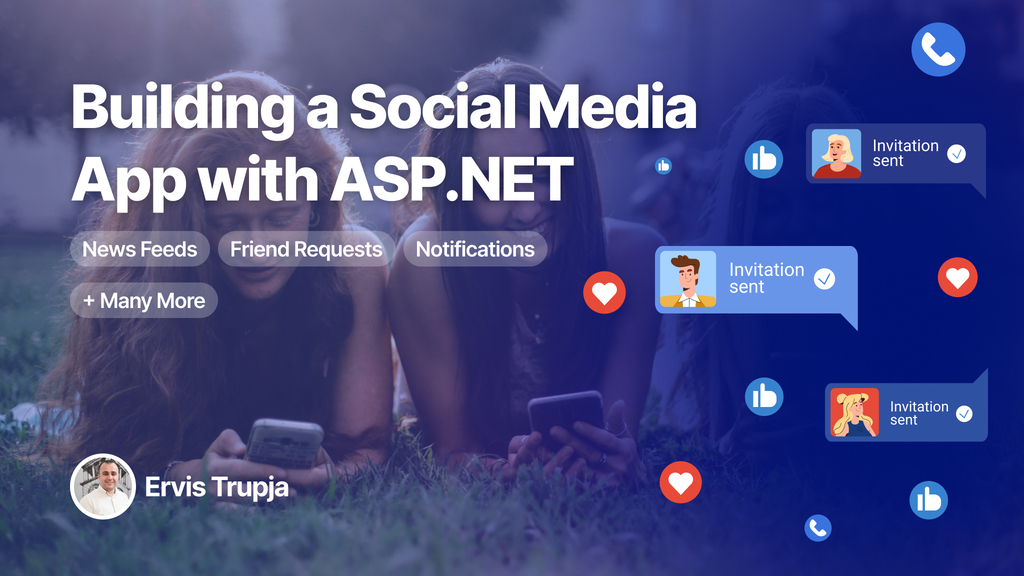 Building a Social Media
App with ASP.NET
News Feeds
Friend Requests
Notifications
+ Many More
Ervis Trupja
Invitation
sent
Invitation
sent
Invitation
sent